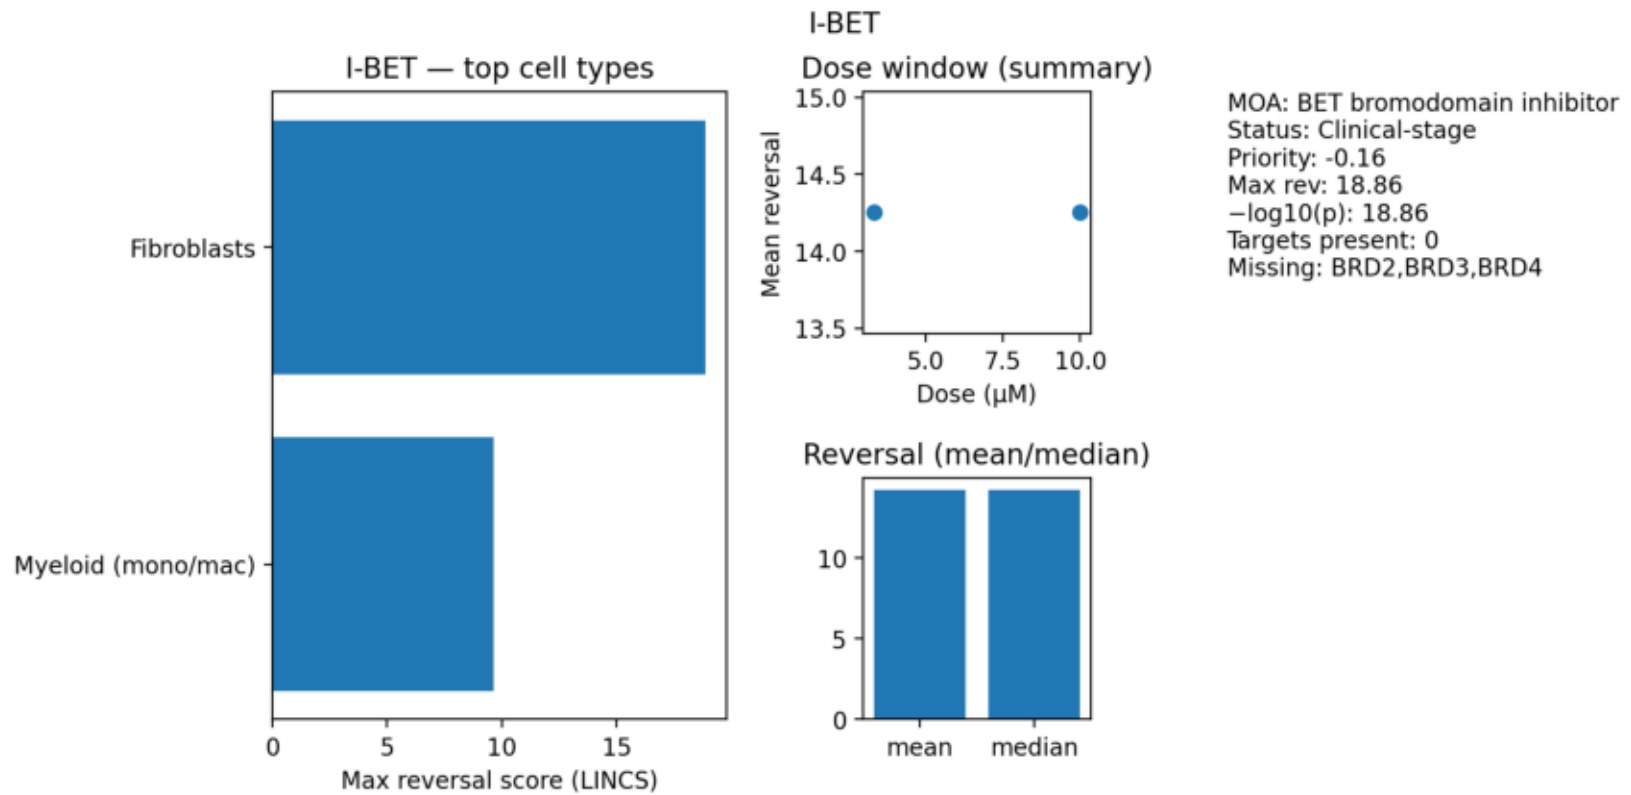 I-BET
I-BET — top cell types
Fibroblasts
Myeloid (mono/mac)
0 5 10 15
Max reversal score (LINCS)
Dose window (summary)
Mean reversal
15.0
14.5
14.0
13.5
5.0 7.5 10.0
Dose (μM)
Reversal (mean/median)
10
5
0
mean median
MOA: BET bromodomain inhibitor
Status: Clinical-stage
Priority: -0.16
Max rev: 18.86
−log10(p): 18.86
Targets present: 0
Missing: BRD2,BRD3,BRD4